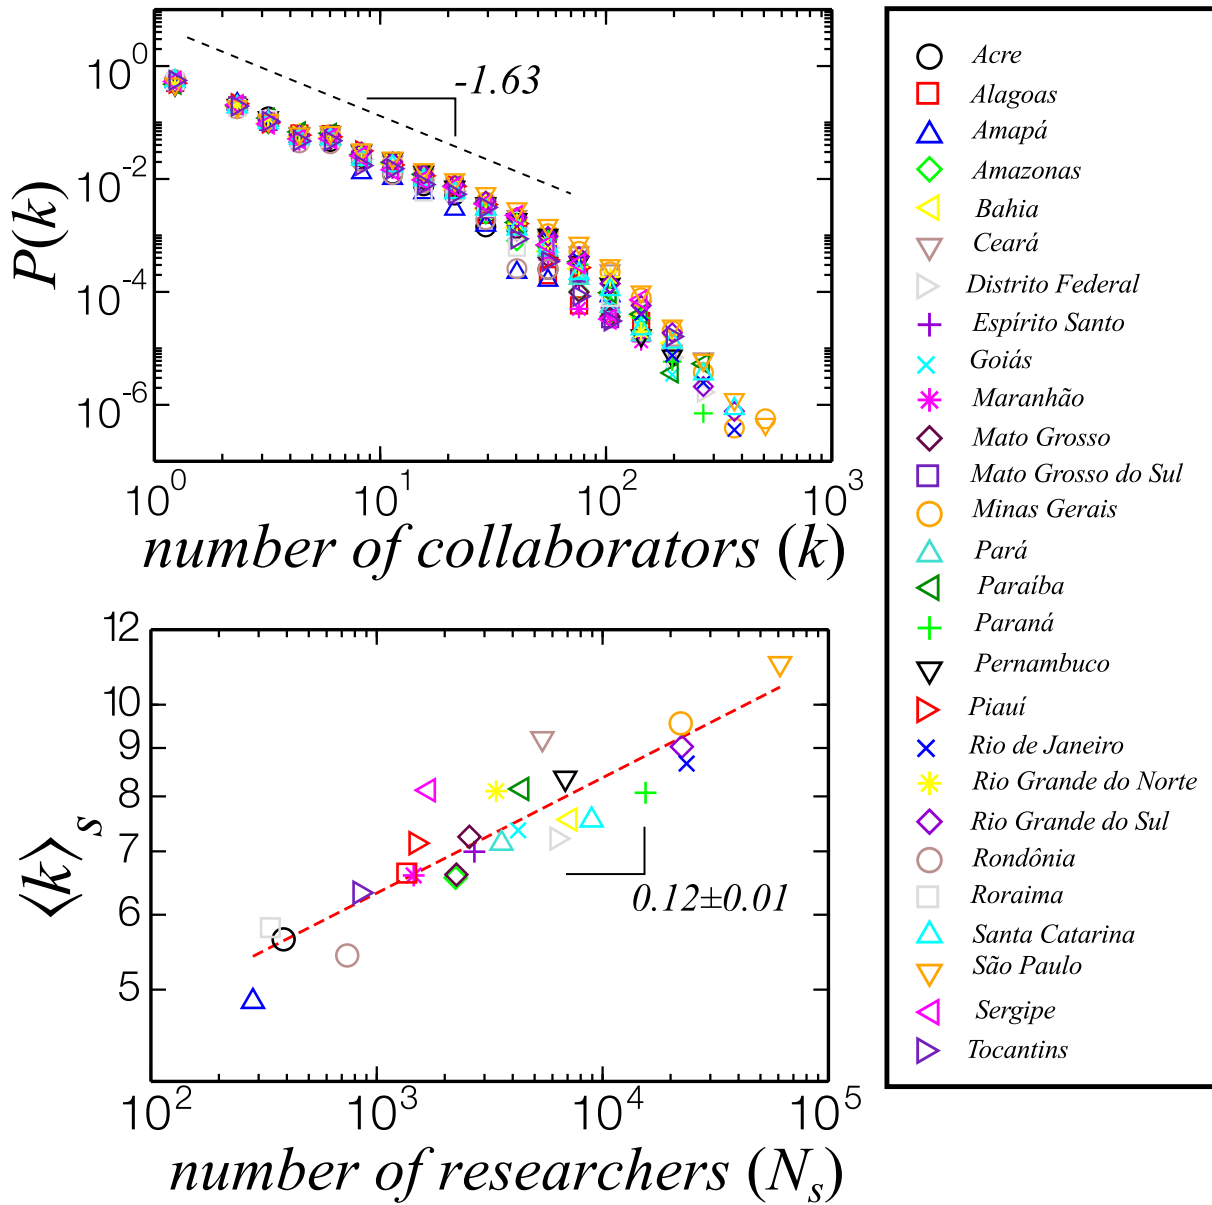 P(k)
10^0
10^-2
10^-4
10^-6
-1.63
10^0 10^1 10^2 10^3
number of collaborators (k)
⟨k⟩_s
12
10
9
8
7
6
5
0.12±0.01
10^2 10^3 10^4 10^5
number of researchers (N_s)
Acre
Alagoas
Amapá
Amazonas
Bahia
Ceará
Distrito Federal
Espírito Santo
Goiás
Maranhão
Mato Grosso
Mato Grosso do Sul
Minas Gerais
Pará
Paraíba
Paraná
Pernambuco
Piauí
Rio de Janeiro
Rio Grande do Norte
Rio Grande do Sul
Rondônia
Roraima
Santa Catarina
São Paulo
Sergipe
Tocantins